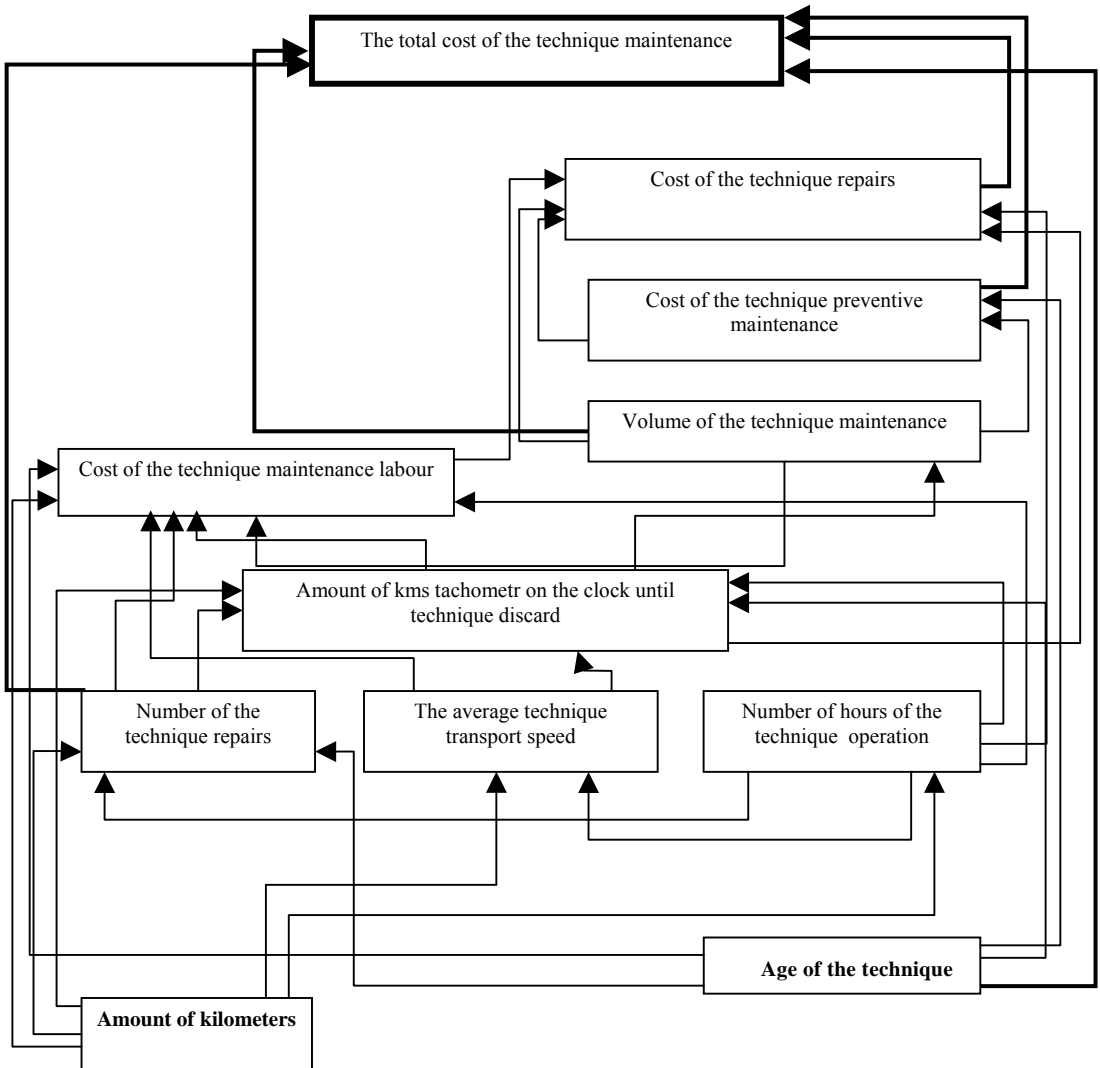 The total cost of the technique maintenance
Cost of the technique repairs
Cost of the technique preventive
maintenance
Volume of the technique maintenance
Cost of the technique maintenance labour
Amount of kms tachometr on the clock until
technique discard
Number of the
technique repairs
The average technique
transport speed
Number of hours of the
technique operation
Age of the technique
Amount of kilometers